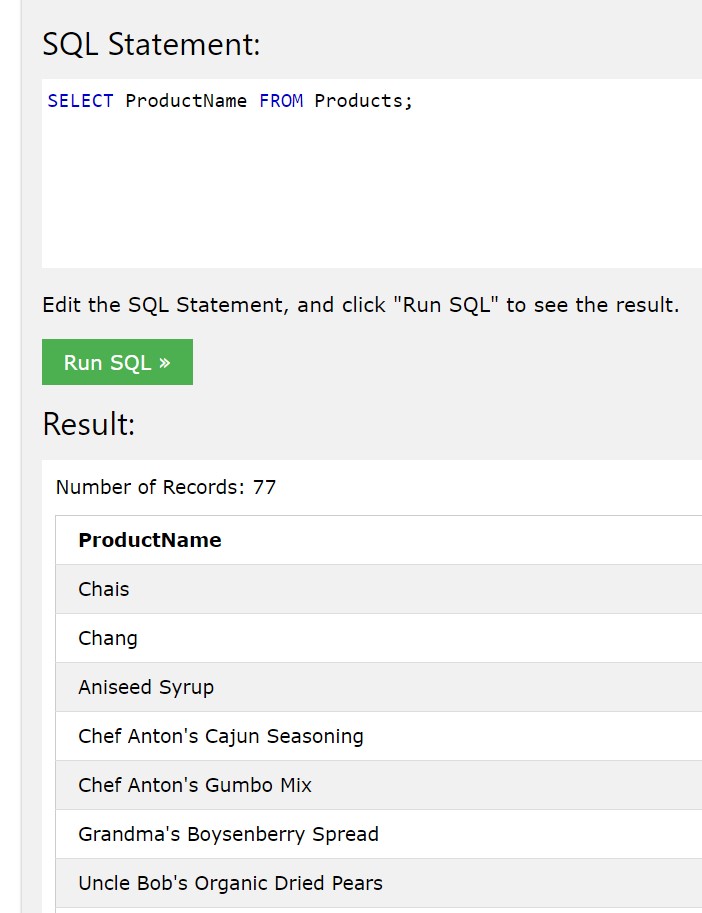 SQL Statement:
SELECT ProductName FROM Products;
Edit the SQL Statement, and click "Run SQL" to see the result.
Run SQL »
Result:
Number of Records: 77
ProductName
Chais
Chang
Aniseed Syrup
Chef Anton's Cajun Seasoning
Chef Anton's Gumbo Mix
Grandma's Boysenberry Spread
Uncle Bob's Organic Dried Pears